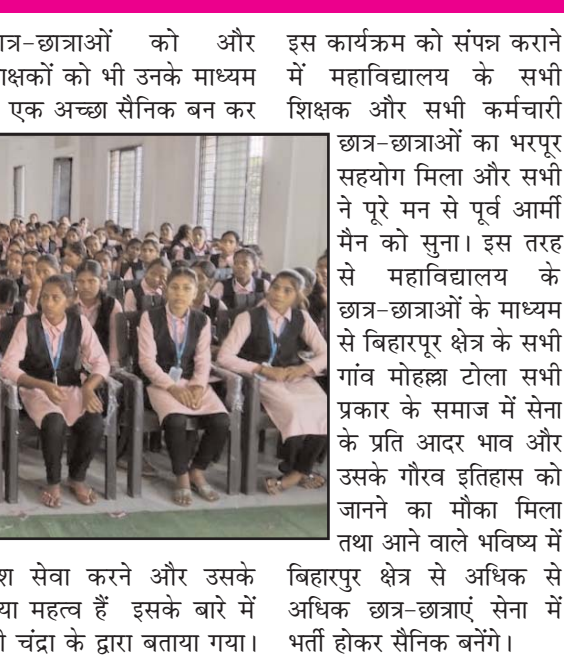 को और
को भी उनके माध्यम
एक अच्छा सैनिक बन कर
सेवा करने और उसके
महत्व हैं इसके बारे में
चंद्रा के द्वारा बताया गया।
इस कार्यक्रम को संपन्न कराने
में महाविद्यालय के सभी
शिक्षक और सभी कर्मचारी
छात्र-छात्राओं का भरपूर
सहयोग मिला और सभी
ने पूरे मन से पूर्व आर्मी
मैन को सुना। इस तरह
से महाविद्यालय के
छात्र-छात्राओं के माध्यम
से बिहारपूर क्षेत्र के सभी
गांव मोहल्ला टोला सभी
प्रकार के समाज में सेना
के प्रति आदर भाव और
उसके गौरव इतिहास को
जानने का मौका मिला
तथा आने वाले भविष्य में
बिहारपुर क्षेत्र से अधिक से
अधिक छात्र-छात्राएं सेना में
भर्ती होकर सैनिक बनेंगे।